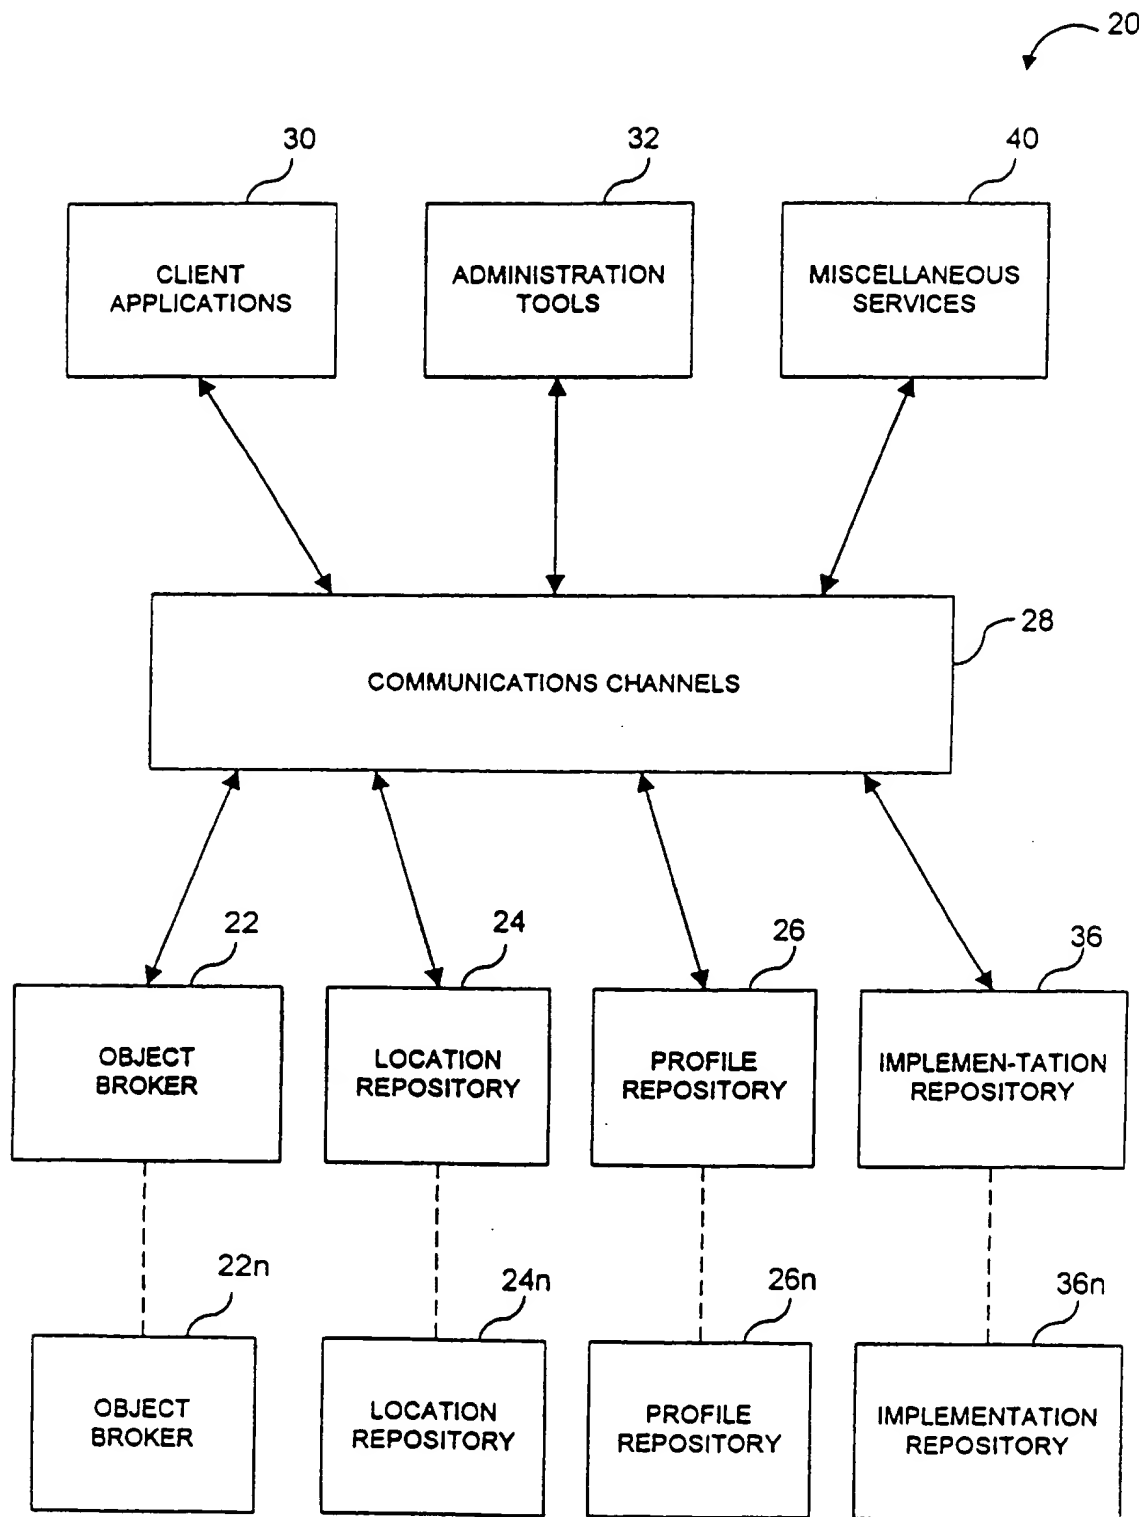 20
30
32
40
CLIENT
APPLICATIONS
ADMINISTRATION
TOOLS
MISCELLANEOUS
SERVICES
28
COMMUNICATIONS CHANNELS
22
24
26
36
OBJECT
BROKER
LOCATION
REPOSITORY
PROFILE
REPOSITORY
IMPLEMEN-TATION
REPOSITORY
22n
24n
26n
36n
OBJECT
BROKER
LOCATION
REPOSITORY
PROFILE
REPOSITORY
IMPLEMENTATION
REPOSITORY